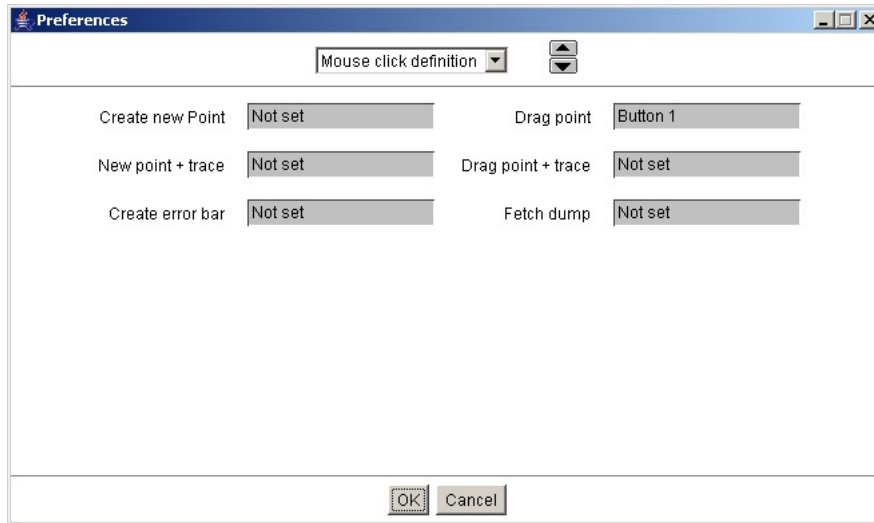 Preferences
Mouse click definition
Create new Point Not set Drag point Button 1
New point + trace Not set Drag point + trace Not set
Create error bar Not set Fetch dump Not set
OK Cancel